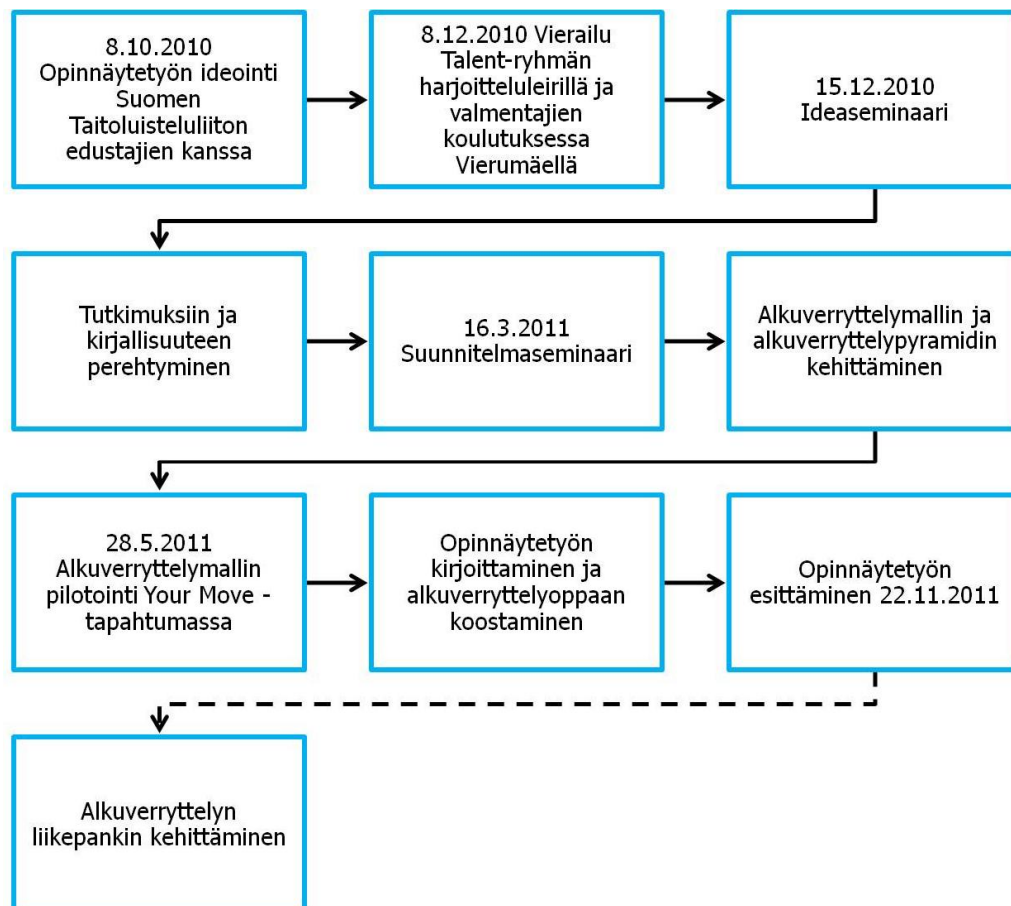 8.10.2010
Opinnäytetyön ideointi
Suomen
Taitoluisteluliiton
edustajien kanssa
8.12.2010 Vierailu
Talent-ryhmän
harjoitteluleirillä ja
valmentajien
koulutuksessa
Vierumäellä
15.12.2010
Ideaseminaari
Tutkimuksiin ja
kirjallisuuteen
perehtyminen
16.3.2011
Suunnitelmaseminaari
Alkuverryttelymallin ja
alkuverryttelypyramidin
kehittäminen
28.5.2011
Alkuverryttelymallin
pilotointi Your Move -
tapahtumassa
Opinnäytetyön
kirjoittaminen ja
alkuverryttelyoppaan
koostaminen
Opinnäytetyön
esittäminen 22.11.2011
Alkuverryttelyn
liikepankin kehittäminen